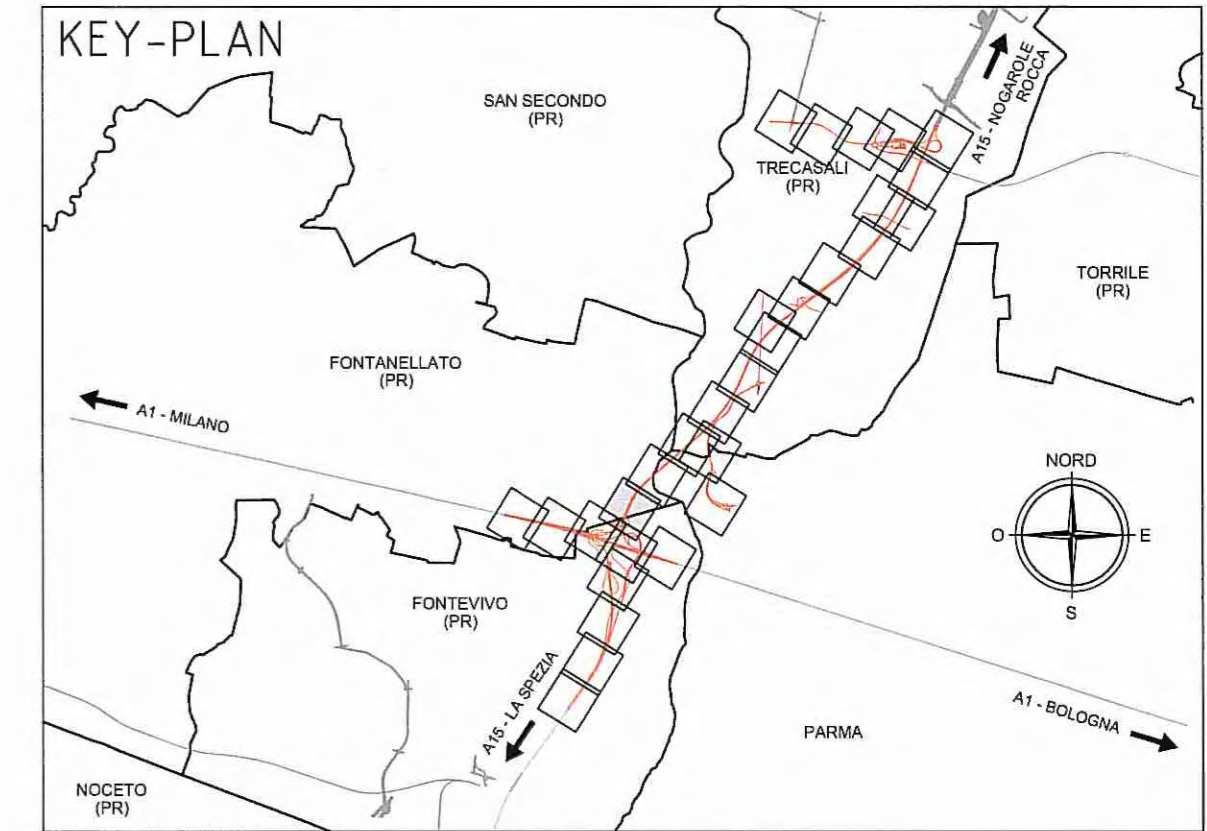 KEY-PLAN
SAN SECONDO
(PR)
A15 - NOGAROLE
ROCCA
TRECASALI
(PR)
TORRILE
(PR)
FONTANELLATO
(PR)
A1 - MILANO
NORD
O
E
S
FONTEVIVO
(PR)
A15 - LA SPEZIA
A1 - BOLOGNA
PARMA
NOCETO
(PR)